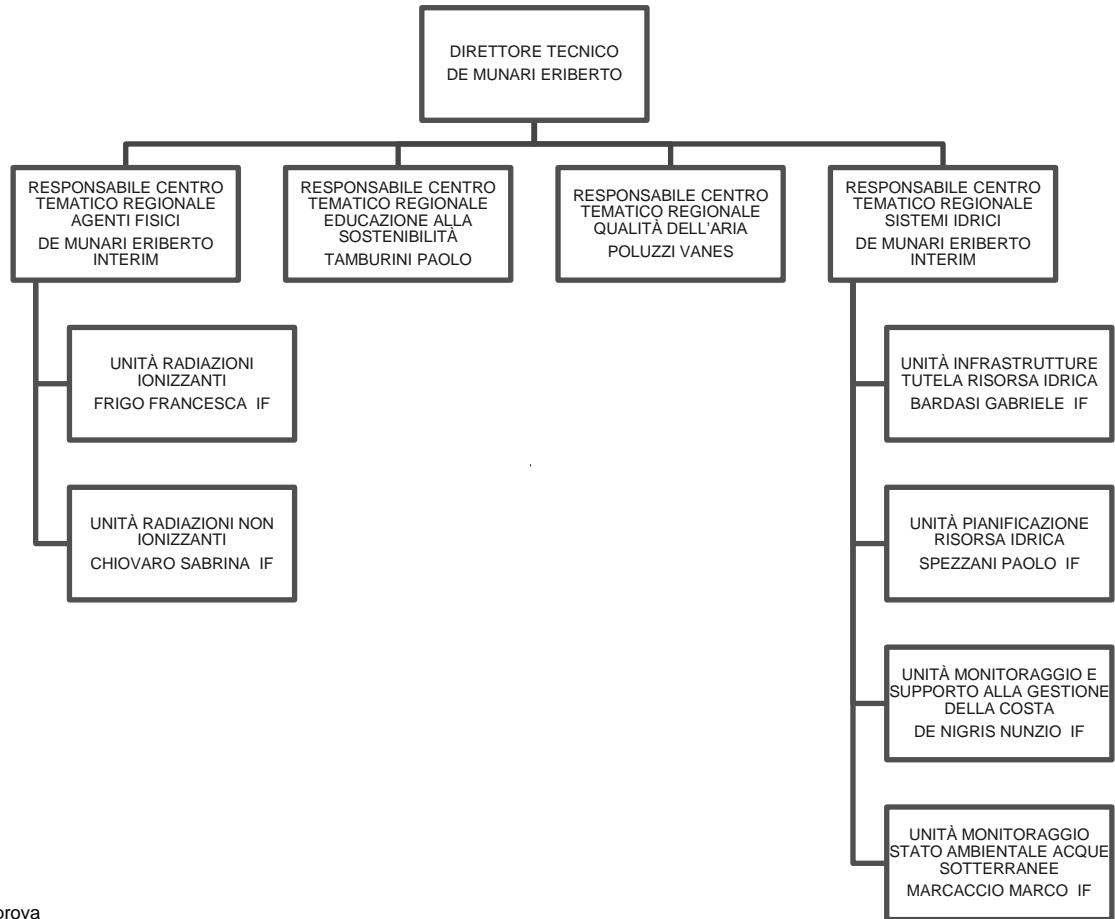 DIRETTORE TECNICO
DE MUNARI ERIBERTO
RESPONSABILE CENTRO
TEMATICO REGIONALE
AGENTI FISICI
DE MUNARI ERIBERTO
INTERIM
RESPONSABILE CENTRO
TEMATICO REGIONALE
EDUCAZIONE ALLA
SOSTENIBILITÀ
TAMBURINI PAOLO
RESPONSABILE CENTRO
TEMATICO REGIONALE
QUALITÀ DELL'ARIA
POLUZZI VANES
RESPONSABILE CENTRO
TEMATICO REGIONALE
SISTEMI IDRICI
DE MUNARI ERIBERTO
INTERIM
UNITÀ RADIAZIONI
IONIZZANTI
FRIGO FRANCESCA IF
UNITÀ RADIAZIONI NON
IONIZZANTI
CHIOVARO SABRINA IF
UNITÀ INFRASTRUTTURE
TUTELA RISORSA IDRICA
BARDASI GABRIELE IF
UNITÀ PIANIFICAZIONE
RISORSA IDRICA
SPEZZANI PAOLO IF
UNITÀ MONITORAGGIO E
SUPPORTO ALLA GESTIONE
DELLA COSTA
DE NIGRIS NUNZIO IF
UNITÀ MONITORAGGIO
STATO AMBIENTALE ACQUE
SOTTERRANEE
MARCACCIO MARCO IF
prova